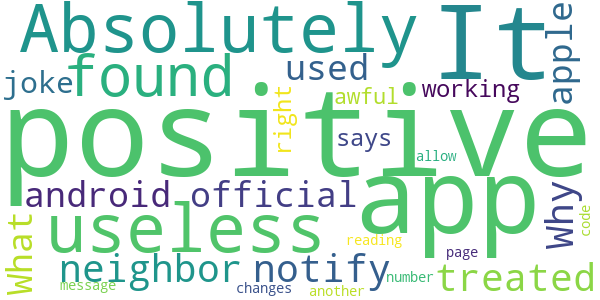 Absolutely It apple
joke found used
awful working
positive
right says
allow
android official app Why
What useless
reading code
neighbor notify page
treated
message changes number
another